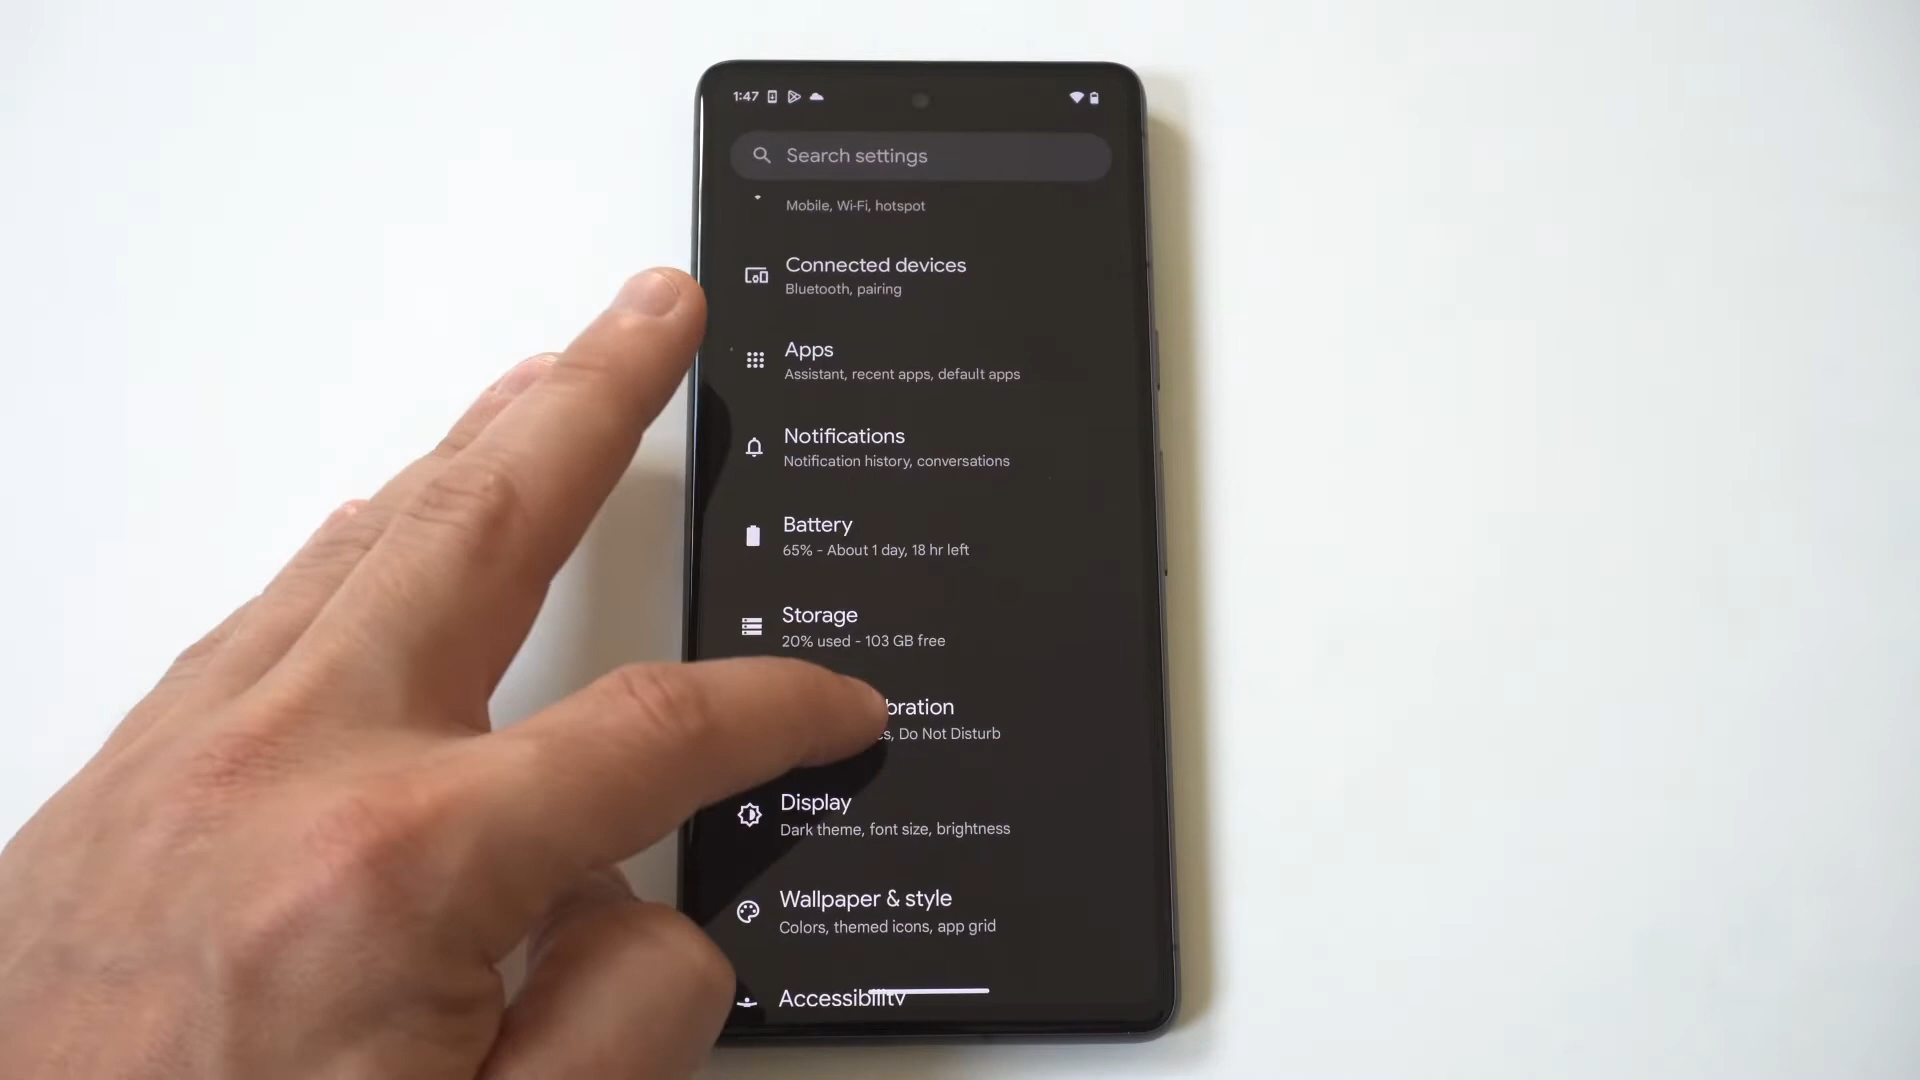 1:47
Search settings
Mobile, Wi-Fi, hotspot
Connected devices
Bluetooth, pairing
Apps
Assistant, recent apps, default apps
Notifications
Notification history, conversations
Battery
65% - About 1 day, 18 hr left
Storage
20% used - 103 GB free
bration
cs, Do Not Disturb
Display
Dark theme, font size, brightness
Wallpaper & style
Colors, themed icons, app grid
Accessibility